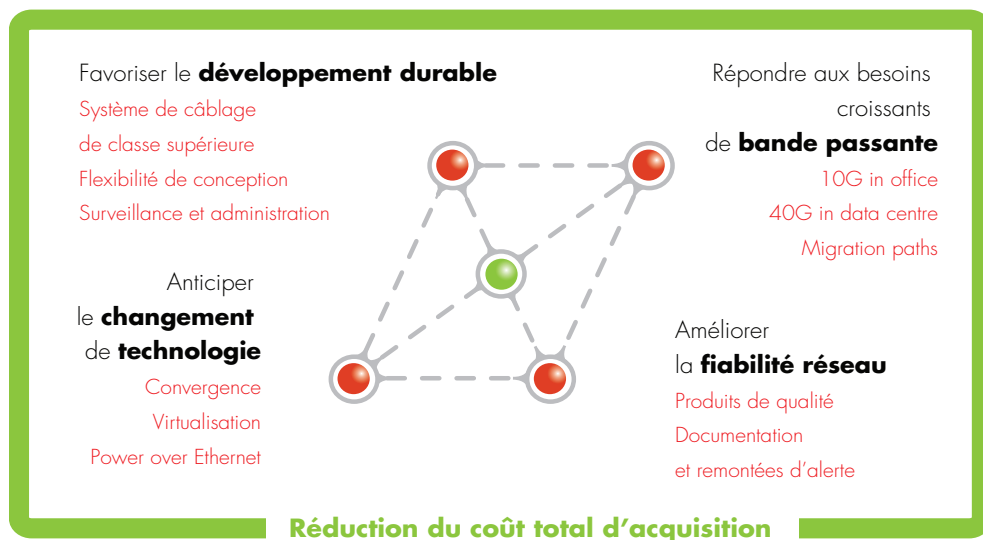 Favoriser le développement durable
Système de câblage
de classe supérieure
Flexibilité de conception
Surveillance et administration
Répondre aux besoins
croissants
de bande passante
10G in office
40G in data centre
Migration paths
Anticiper
le changement
de technologie
Convergence
Virtualisation
Power over Ethernet
Améliorer
la fiabilité réseau
Produits de qualité
Documentation
et remontées d’alerte
Réduction du coût total d’acquisition